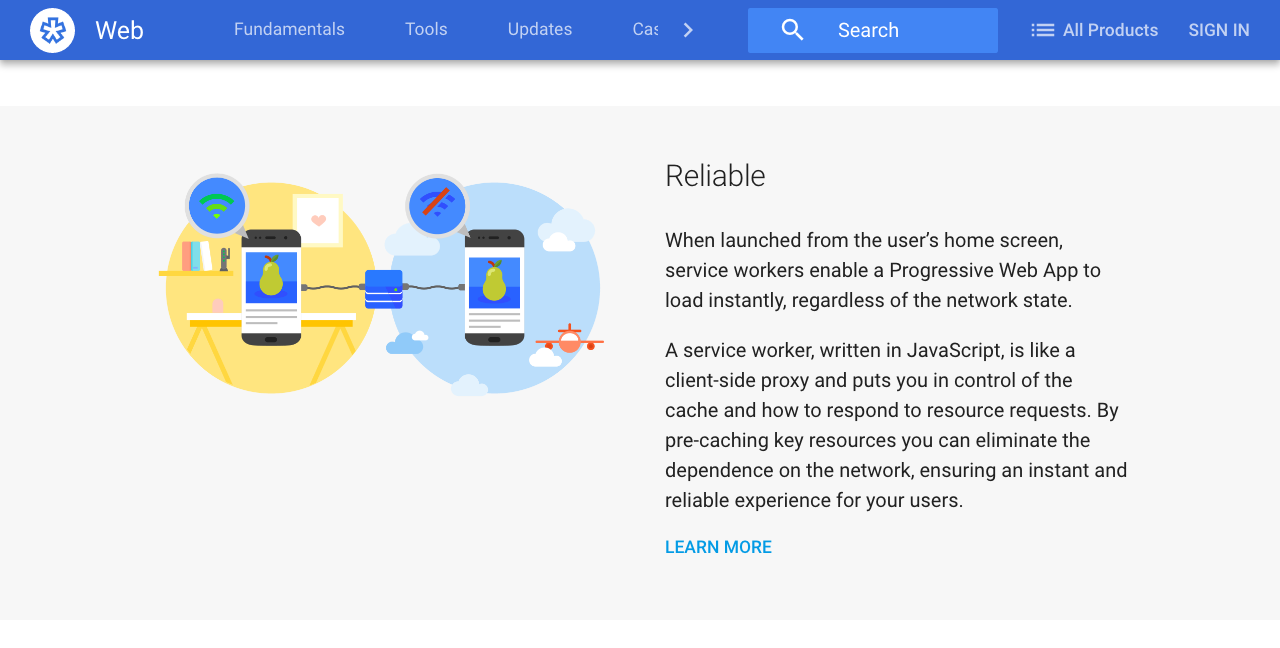 Web
Fundamentals
Tools
Updates
Search
All Products
SIGN IN
Reliable
When launched from the user’s home screen,
service workers enable a Progressive Web App to
load instantly, regardless of the network state.
A service worker, written in JavaScript, is like a
client-side proxy and puts you in control of the
cache and how to respond to resource requests. By
pre-caching key resources you can eliminate the
dependence on the network, ensuring an instant and
reliable experience for your users.
LEARN MORE